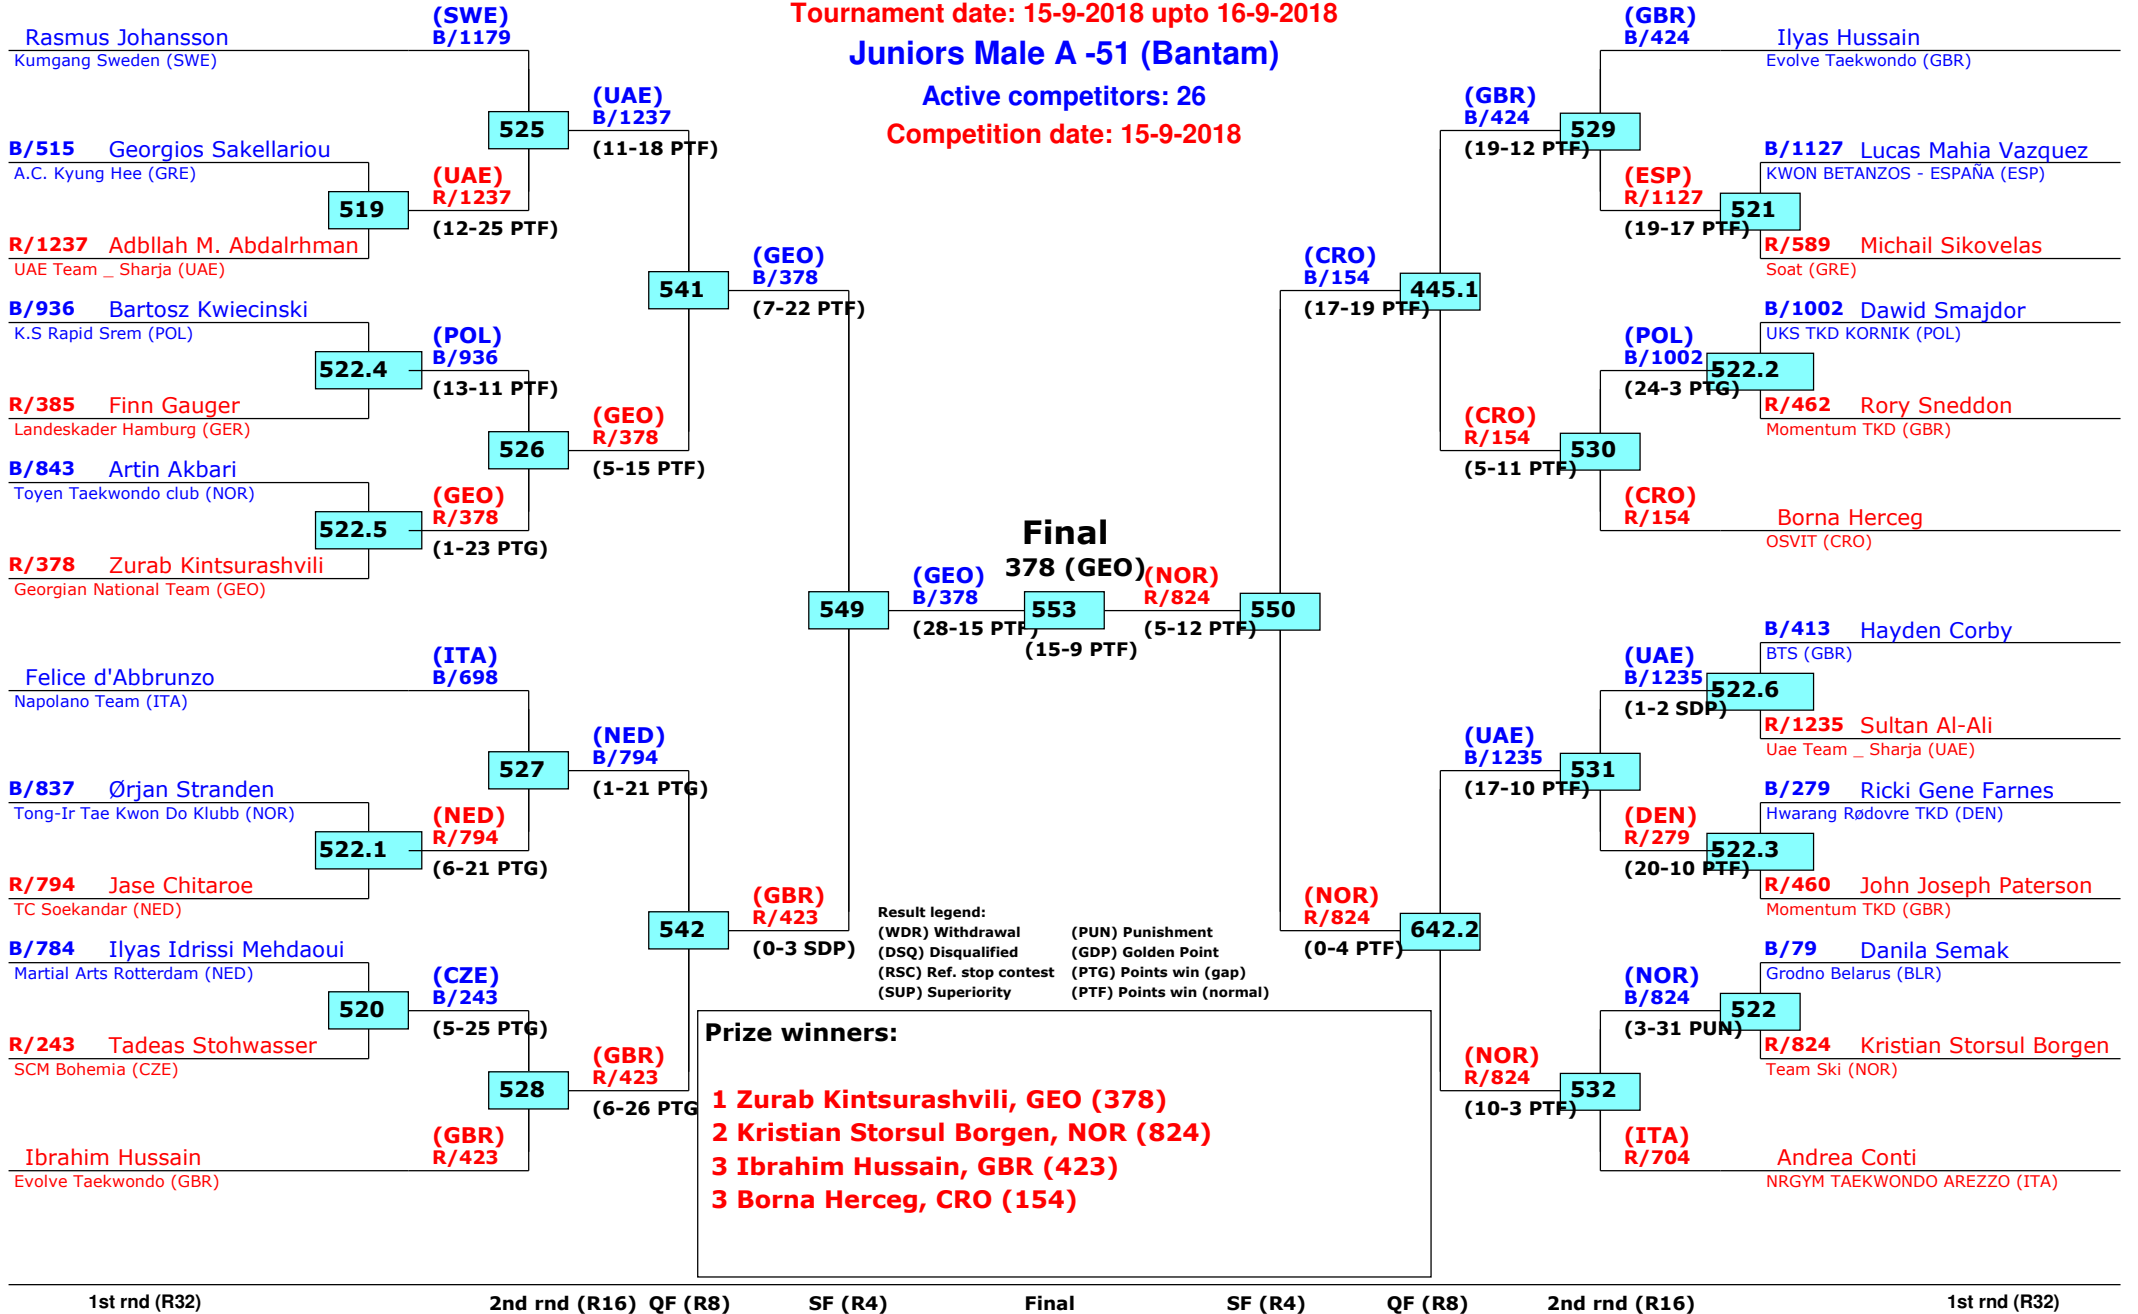 Tournament date: 15-9-2018 upto 16-9-2018
Juniors Male A -51 (Bantam)
Active competitors: 26
Competition date: 15-9-2018
Rasmus Johansson
Kumgang Sweden (SWE)
(SWE)
B/1179
B/515 Georgios Sakellariou
A.C. Kyung Hee (GRE)
519
R/1237 Adbllah M. Abdalrhman
UAE Team _ Sharja (UAE)
(UAE)
R/1237
(12-25 PTF)
525
(UAE)
B/1237
(11-18 PTF)
B/936 Bartosz Kwiecinski
K.S Rapid Srem (POL)
522.4
R/385 Finn Gauger
Landeskader Hamburg (GER)
(POL)
B/936
(13-11 PTF)
B/843 Artin Akbari
Toyen Taekwondo club (NOR)
522.5
R/378 Zurab Kintsurashvili
Georgian National Team (GEO)
(GEO)
R/378
(1-23 PTG)
526
(GEO)
R/378
(5-15 PTF)
541
(GEO)
B/378
(7-22 PTF)
Felice d'Abbrunzo
Napolano Team (ITA)
(ITA)
B/698
B/837 Ørjan Stranden
Tong-Ir Tae Kwon Do Klubb (NOR)
522.1
R/794 Jase Chitaroe
TC Soekandar (NED)
(NED)
R/794
(6-21 PTG)
527
(NED)
B/794
(1-21 PTG)
B/784 Ilyas Idrissi Mehdaoui
Martial Arts Rotterdam (NED)
520
R/243 Tadeas Stohwasser
SCM Bohemia (CZE)
(CZE)
B/243
(5-25 PTG)
528
Ibrahim Hussain
Evolve Taekwondo (GBR)
(GBR)
R/423
(GBR)
R/423
(6-26 PTG
542
(GBR)
R/423
(0-3 SDP)
549
(GEO)
B/378
(28-15 PTF)
Final
378 (GEO)
553
(15-9 PTF)
(NOR)
R/824
(5-12 PTF)
550
(CRO)
B/154
(17-19 PTF)
445.1
(GBR)
B/424
(19-12 PTF)
529
(GBR)
B/424
Ilyas Hussain
Evolve Taekwondo (GBR)
(ESP)
R/1127
(19-17 PTF)
521
B/1127 Lucas Mahia Vazquez
KWON BETANZOS - ESPAÑA (ESP)
R/589 Michail Sikovelas
Soat (GRE)
(CRO)
R/154
(5-11 PTF)
530
(POL)
B/1002
(24-3 PTG)
522.2
B/1002 Dawid Smajdor
UKS TKD KORNIK (POL)
R/462 Rory Sneddon
Momentum TKD (GBR)
(CRO)
R/154
Borna Herceg
OSVIT (CRO)
(NOR)
R/824
(0-4 PTF)
642.2
(UAE)
B/1235
(17-10 PTF)
531
(UAE)
B/1235
(1-2 SDP)
522.6
B/413 Hayden Corby
BTS (GBR)
R/1235 Sultan Al-Ali
Uae Team _ Sharja (UAE)
(DEN)
R/279
(20-10 PTF)
522.3
B/279 Ricki Gene Farnes
Hwarang Rødovre TKD (DEN)
R/460 John Joseph Paterson
Momentum TKD (GBR)
(NOR)
R/824
(10-3 PTF)
532
(NOR)
B/824
(3-31 PUN)
522
B/79 Danila Semak
Grodno Belarus (BLR)
R/824 Kristian Storsul Borgen
Team Ski (NOR)
(ITA)
R/704
Andrea Conti
NRGYM TAEKWONDO AREZZO (ITA)
Result legend:
(WDR) Withdrawal (PUN) Punishment
(DSQ) Disqualified (GDP) Golden Point
(RSC) Ref. stop contest (PTG) Points win (gap)
(SUP) Superiority (PTF) Points win (normal)
Prize winners:
1 Zurab Kintsurashvili, GEO (378)
2 Kristian Storsul Borgen, NOR (824)
3 Ibrahim Hussain, GBR (423)
3 Borna Herceg, CRO (154)
1st rnd (R32) 2nd rnd (R16) QF (R8) SF (R4) Final SF (R4) QF (R8) 2nd rnd (R16) 1st rnd (R32)